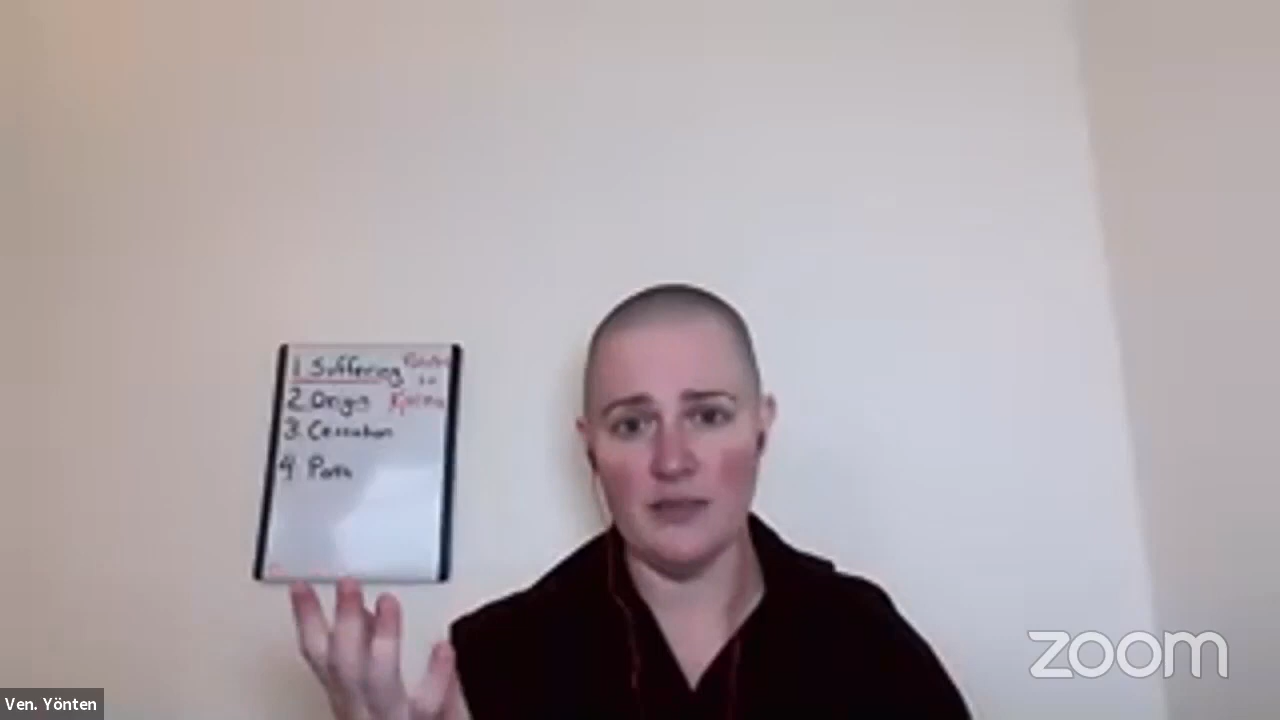 1 Suffering
2. Origin
3. Cessation
4 Path
zoom
Ven. Yönten